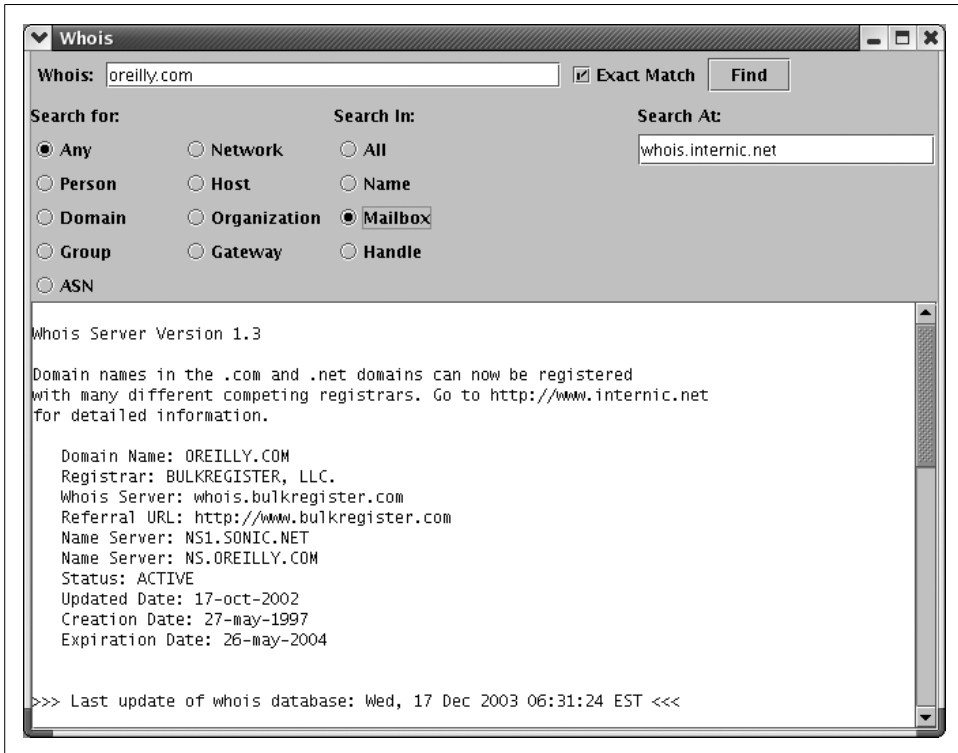 Whois
Whois: oreilly.com Exact Match Find
Search for: Search In: Search At:
Any Network All whois.internic.net
Person Host Name
Domain Organization Mailbox
Group Gateway Handle
ASN
Whois Server Version 1.3
Domain names in the .com and .net domains can now be registered
with many different competing registrars. Go to http://www.internic.net
for detailed information.
Domain Name: OREILLY.COM
Registrar: BULKREGISTER, LLC.
Whois Server: whois.bulkregister.com
Referral URL: http://www.bulkregister.com
Name Server: NS1.SONIC.NET
Name Server: NS.OREILLY.COM
Status: ACTIVE
Updated Date: 17-oct-2002
Creation Date: 27-may-1997
Expiration Date: 26-may-2004
>>> Last update of whois database: Wed, 17 Dec 2003 06:31:24 EST <<<